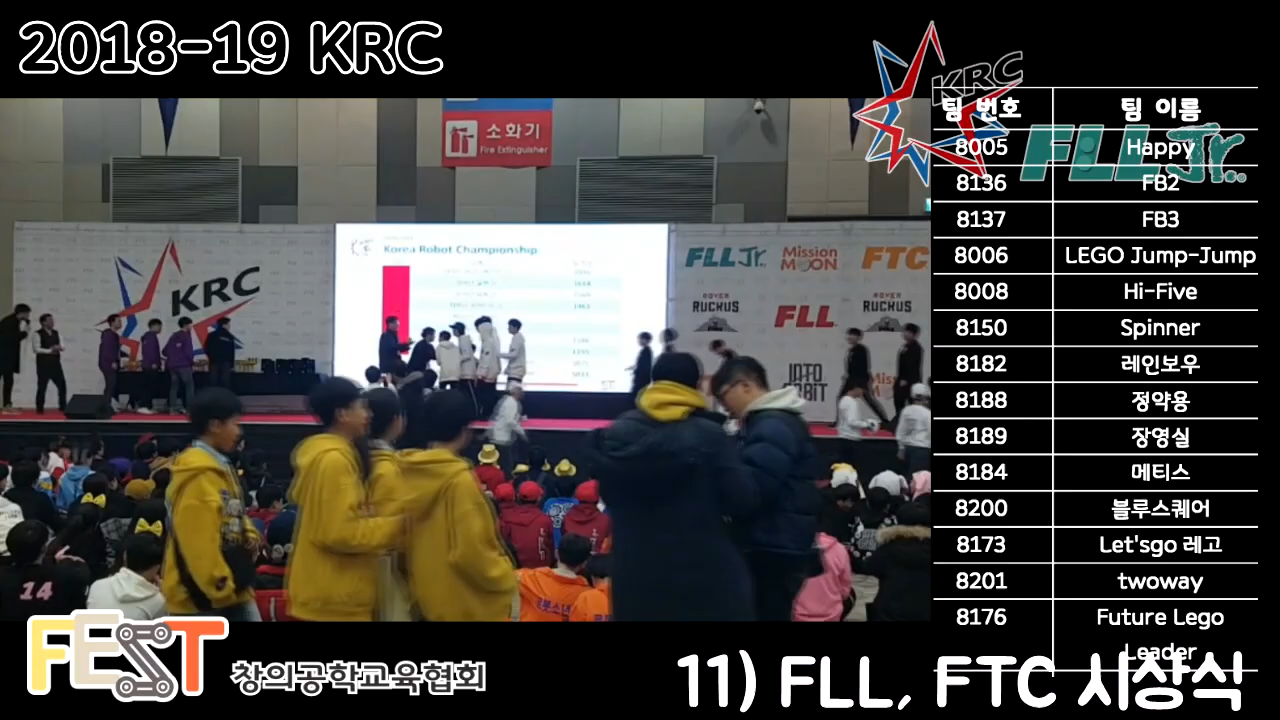 2018-19 KRC
KRC
FLL Jr.
팀 번호 팀 이름
8005 Happy
8136 FB2
8137 FB3
8006 LEGO Jump-Jump
8008 Hi-Five
8150 Spinner
8182 레인보우
8188 정약용
8189 장영실
8184 메티스
8200 블루스퀘어
8173 Let'sgo 레고
8201 twoway
8176 Future Lego
Leader
소화기
Fire Extinguisher
Korea Robot Championship
KRC
FLL Jr. Mission MOON FTC
ROVER RUCKUS
FLL
ROVER RUCKUS
INTO ORBIT
14
FEST 창의공학교육협회
11) FLL, FTC 시상식